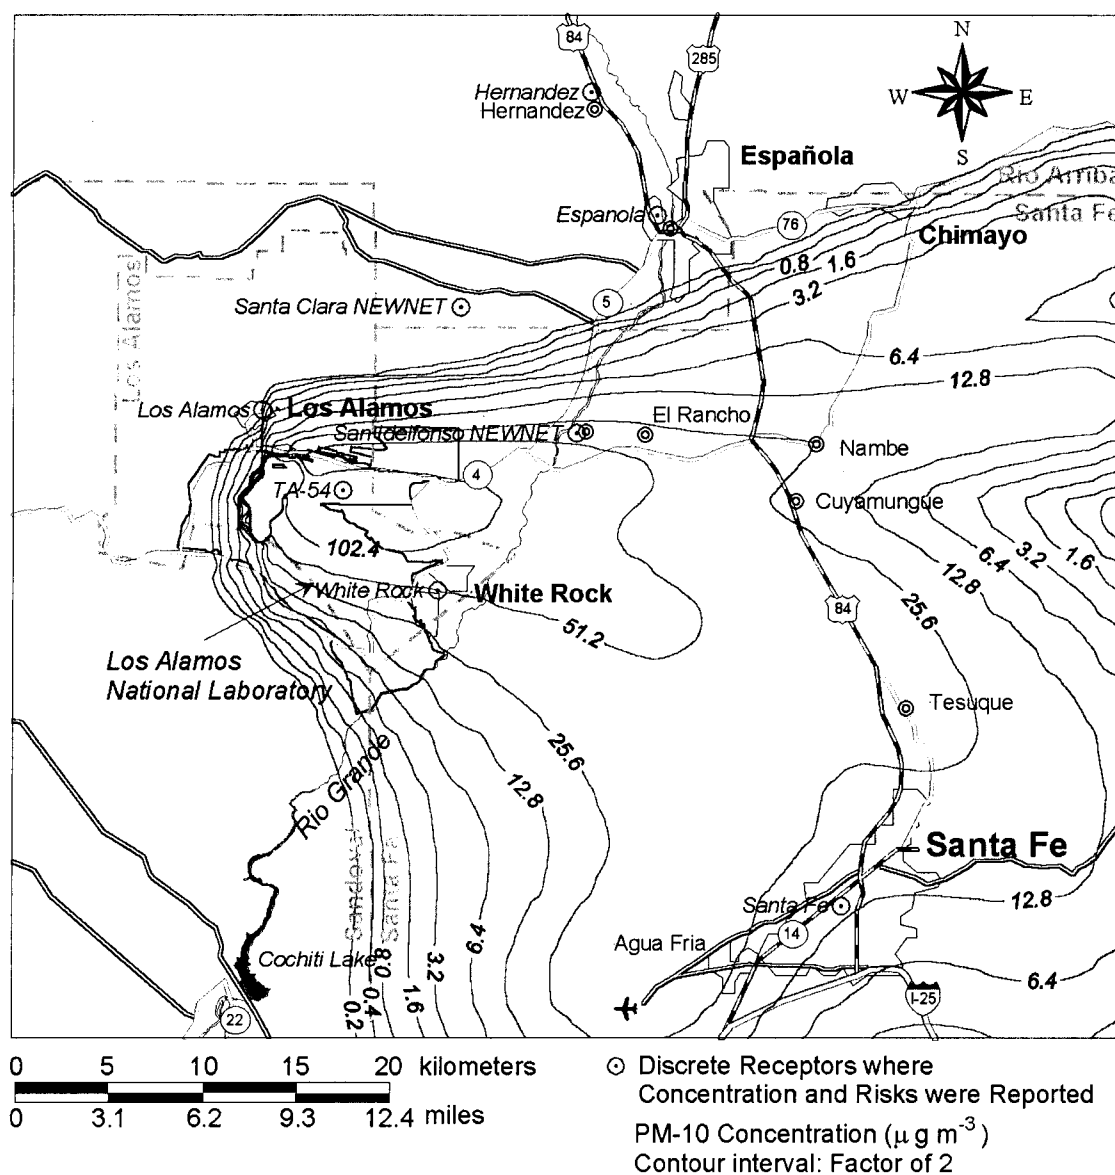 84
285
N
W E
S
Hernandez
Hernandez
Española
Rio Arriba
Santa Fe
Espanola
76
Chimayo
0.8 1.6
3.2
Los Alamos
Santa Clara NEWNET
5
6.4
12.8
Los Alamos
Los Alamos
El Rancho
San Ildelfonso NEWNET
Nambe
4
TA-54
Cuyamungue
102.4
6.4
3.2
1.6
12.8
White Rock
White Rock
25.6
84
51.2
Los Alamos
National Laboratory
Tesuque
25.6
Rio Grande
12.8
Sandoval
Santa Fe
Santa Fe
12.8
Santa Fe
14
6.4
Agua Fria
Cochiti Lake
0.8
3.2
6.4
I-25
0.4
1.6
0.2
22
0 5 10 15 20 kilometers
0 3.1 6.2 9.3 12.4 miles
Discrete Receptors where
Concentration and Risks were Reported
PM-10 Concentration (μ g m⁻³)
Contour interval: Factor of 2